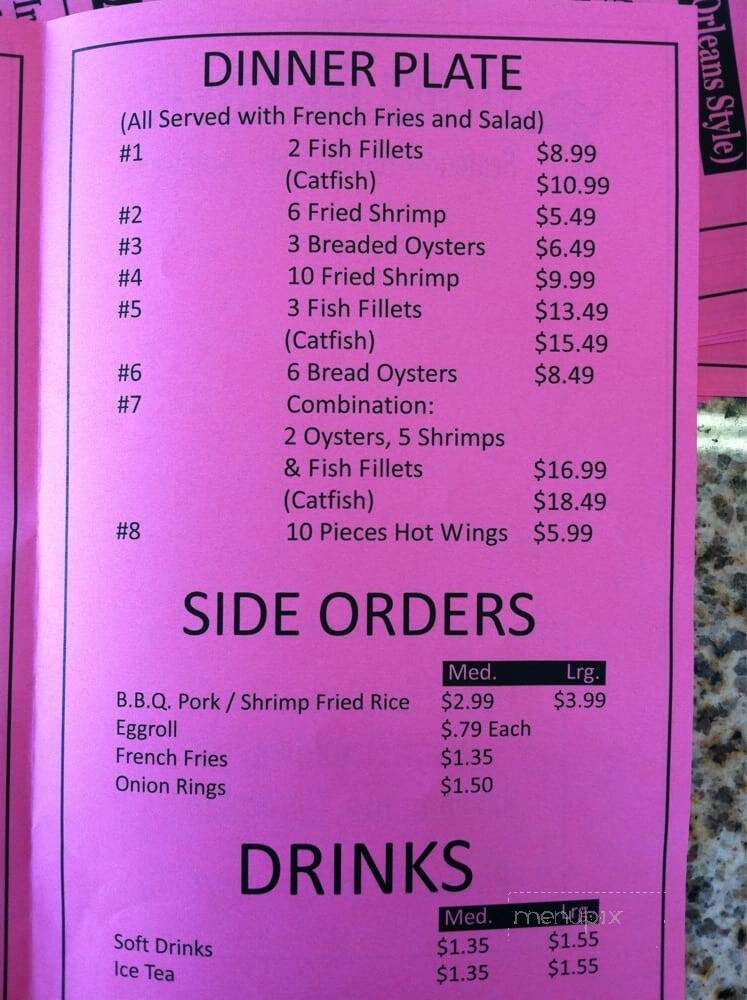 Orleans Style)
DINNER PLATE
(All Served with French Fries and Salad)
#1 2 Fish Fillets $8.99
(Catfish) $10.99
#2 6 Fried Shrimp $5.49
#3 3 Breaded Oysters $6.49
#4 10 Fried Shrimp $9.99
#5 3 Fish Fillets $13.49
(Catfish) $15.49
#6 6 Bread Oysters $8.49
#7 Combination:
2 Oysters, 5 Shrimps
& Fish Fillets $16.99
(Catfish) $18.49
#8 10 Pieces Hot Wings $5.99
SIDE ORDERS
Med. Lrg.
B.B.Q. Pork / Shrimp Fried Rice $2.99 $3.99
Eggroll $.79 Each
French Fries $1.35
Onion Rings $1.50
DRINKS
Med. Lrg.
menupix
Soft Drinks $1.35 $1.55
Ice Tea $1.35 $1.55